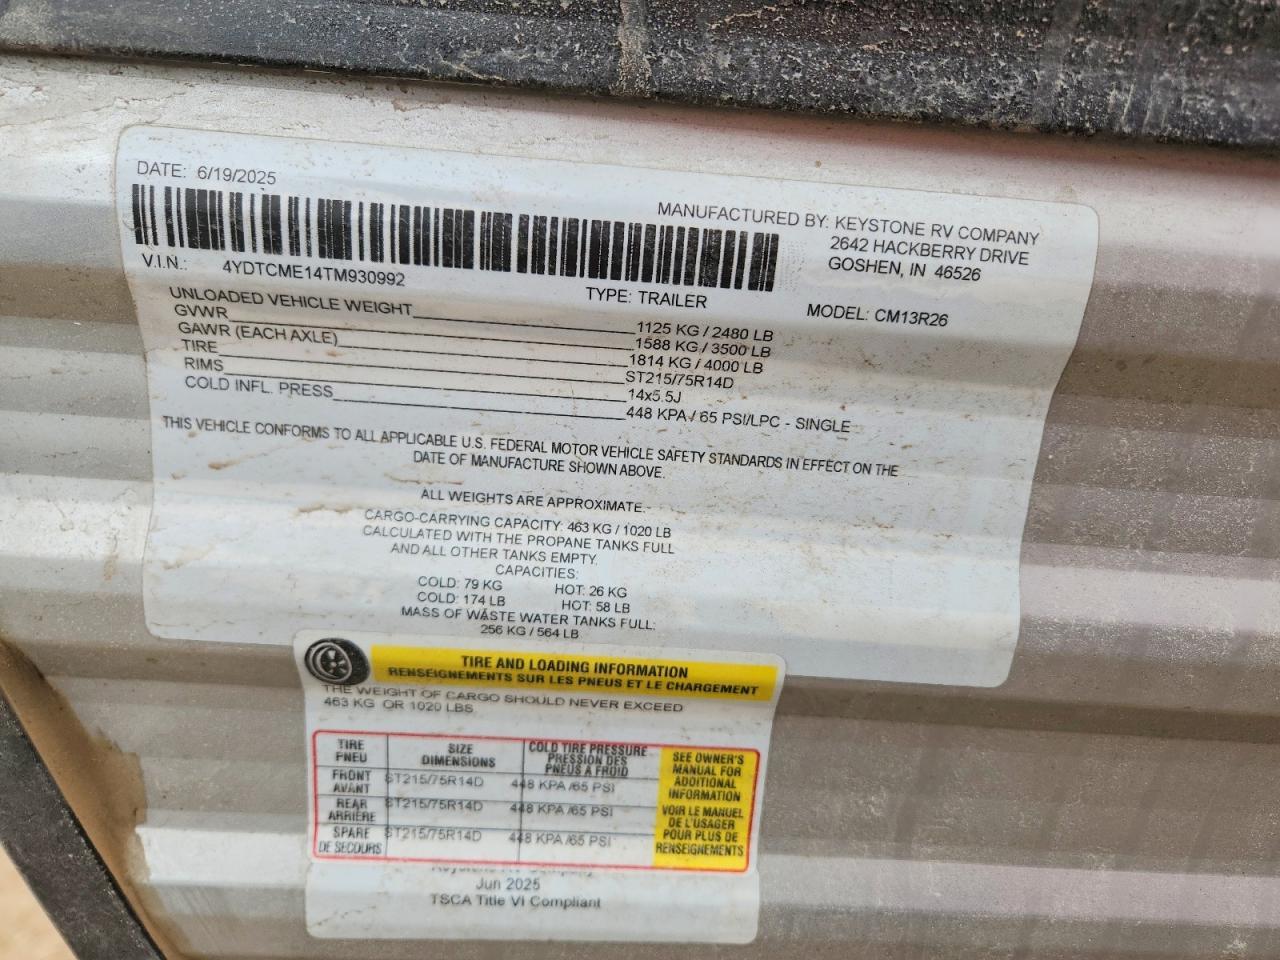 DATE: 6/19/2025
MANUFACTURED BY: KEYSTONE RV COMPANY
2642 HACKBERRY DRIVE
GOSHEN, IN 46526
V.I.N.: 4YDTCME14TM930992
TYPE: TRAILER
MODEL: CM13R26
UNLOADED VEHICLE WEIGHT 1125 KG / 2480 LB
GVWR 1588 KG / 3500 LB
GAWR (EACH AXLE) 1814 KG / 4000 LB
TIRE ST215/75R14D
RIMS 14x5.5J
COLD INFL. PRESS 448 KPA / 65 PSI/LPC - SINGLE
THIS VEHICLE CONFORMS TO ALL APPLICABLE U.S. FEDERAL MOTOR VEHICLE SAFETY STANDARDS IN EFFECT ON THE
DATE OF MANUFACTURE SHOWN ABOVE.
ALL WEIGHTS ARE APPROXIMATE.
CARGO-CARRYING CAPACITY: 463 KG / 1020 LB
CALCULATED WITH THE PROPANE TANKS FULL
AND ALL OTHER TANKS EMPTY.
CAPACITIES:
COLD: 79 KG HOT: 26 KG
COLD: 174 LB HOT: 58 LB
MASS OF WASTE WATER TANKS FULL:
256 KG / 564 LB
TIRE AND LOADING INFORMATION
RENSEIGNEMENTS SUR LES PNEUS ET LE CHARGEMENT
THE WEIGHT OF CARGO SHOULD NEVER EXCEED
463 KG OR 1020 LBS
TIRE PNEU
SIZE DIMENSIONS
COLD TIRE PRESSURE PRESSION DES PNEUS A FROID
FRONT AVANT ST215/75R14D 448 KPA /65 PSI
REAR ARRIÈRE ST215/75R14D 448 KPA /65 PSI
SPARE DE SECOURS ST215/75R14D 448 KPA /65 PSI
SEE OWNER'S
MANUAL FOR
ADDITIONAL
INFORMATION
VOIR LE MANUEL
DE L'USAGER
POUR PLUS DE
RENSEIGNEMENTS
Keystone RV Company
Jun 2025
TSCA Title VI Compliant